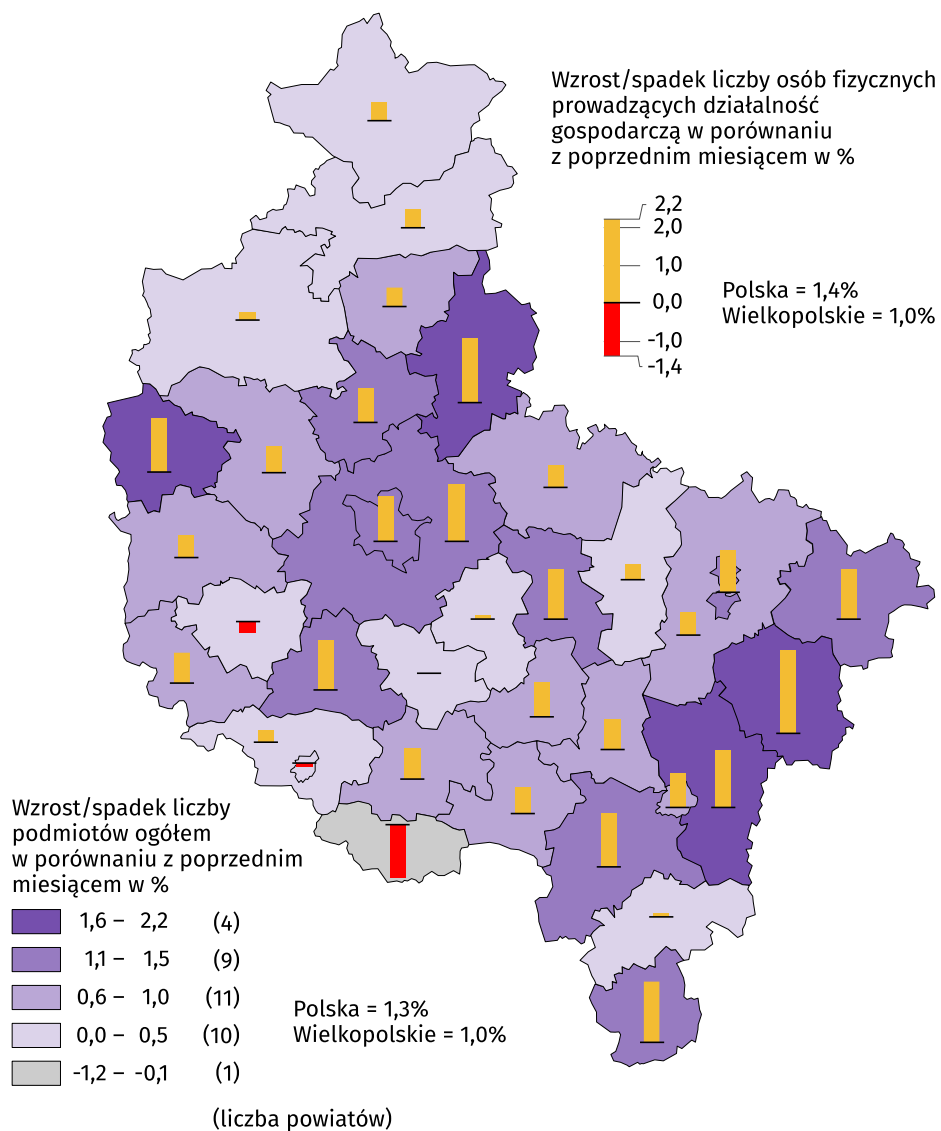 Wzrost/spadek liczby osób fizycznych
prowadzących działalność
gospodarczą w porównaniu
z poprzednim miesiącem w %
2,2
2,0
1,0
0,0
-1,0
-1,4
Polska = 1,4%
Wielkopolskie = 1,0%
Wzrost/spadek liczby
podmiotów ogółem
w porównaniu z poprzednim
miesiącem w %
1,6 – 2,2 (4)
1,1 – 1,5 (9)
0,6 – 1,0 (11)
0,0 – 0,5 (10)
-1,2 – -0,1 (1)
(liczba powiatów)
Polska = 1,3%
Wielkopolskie = 1,0%